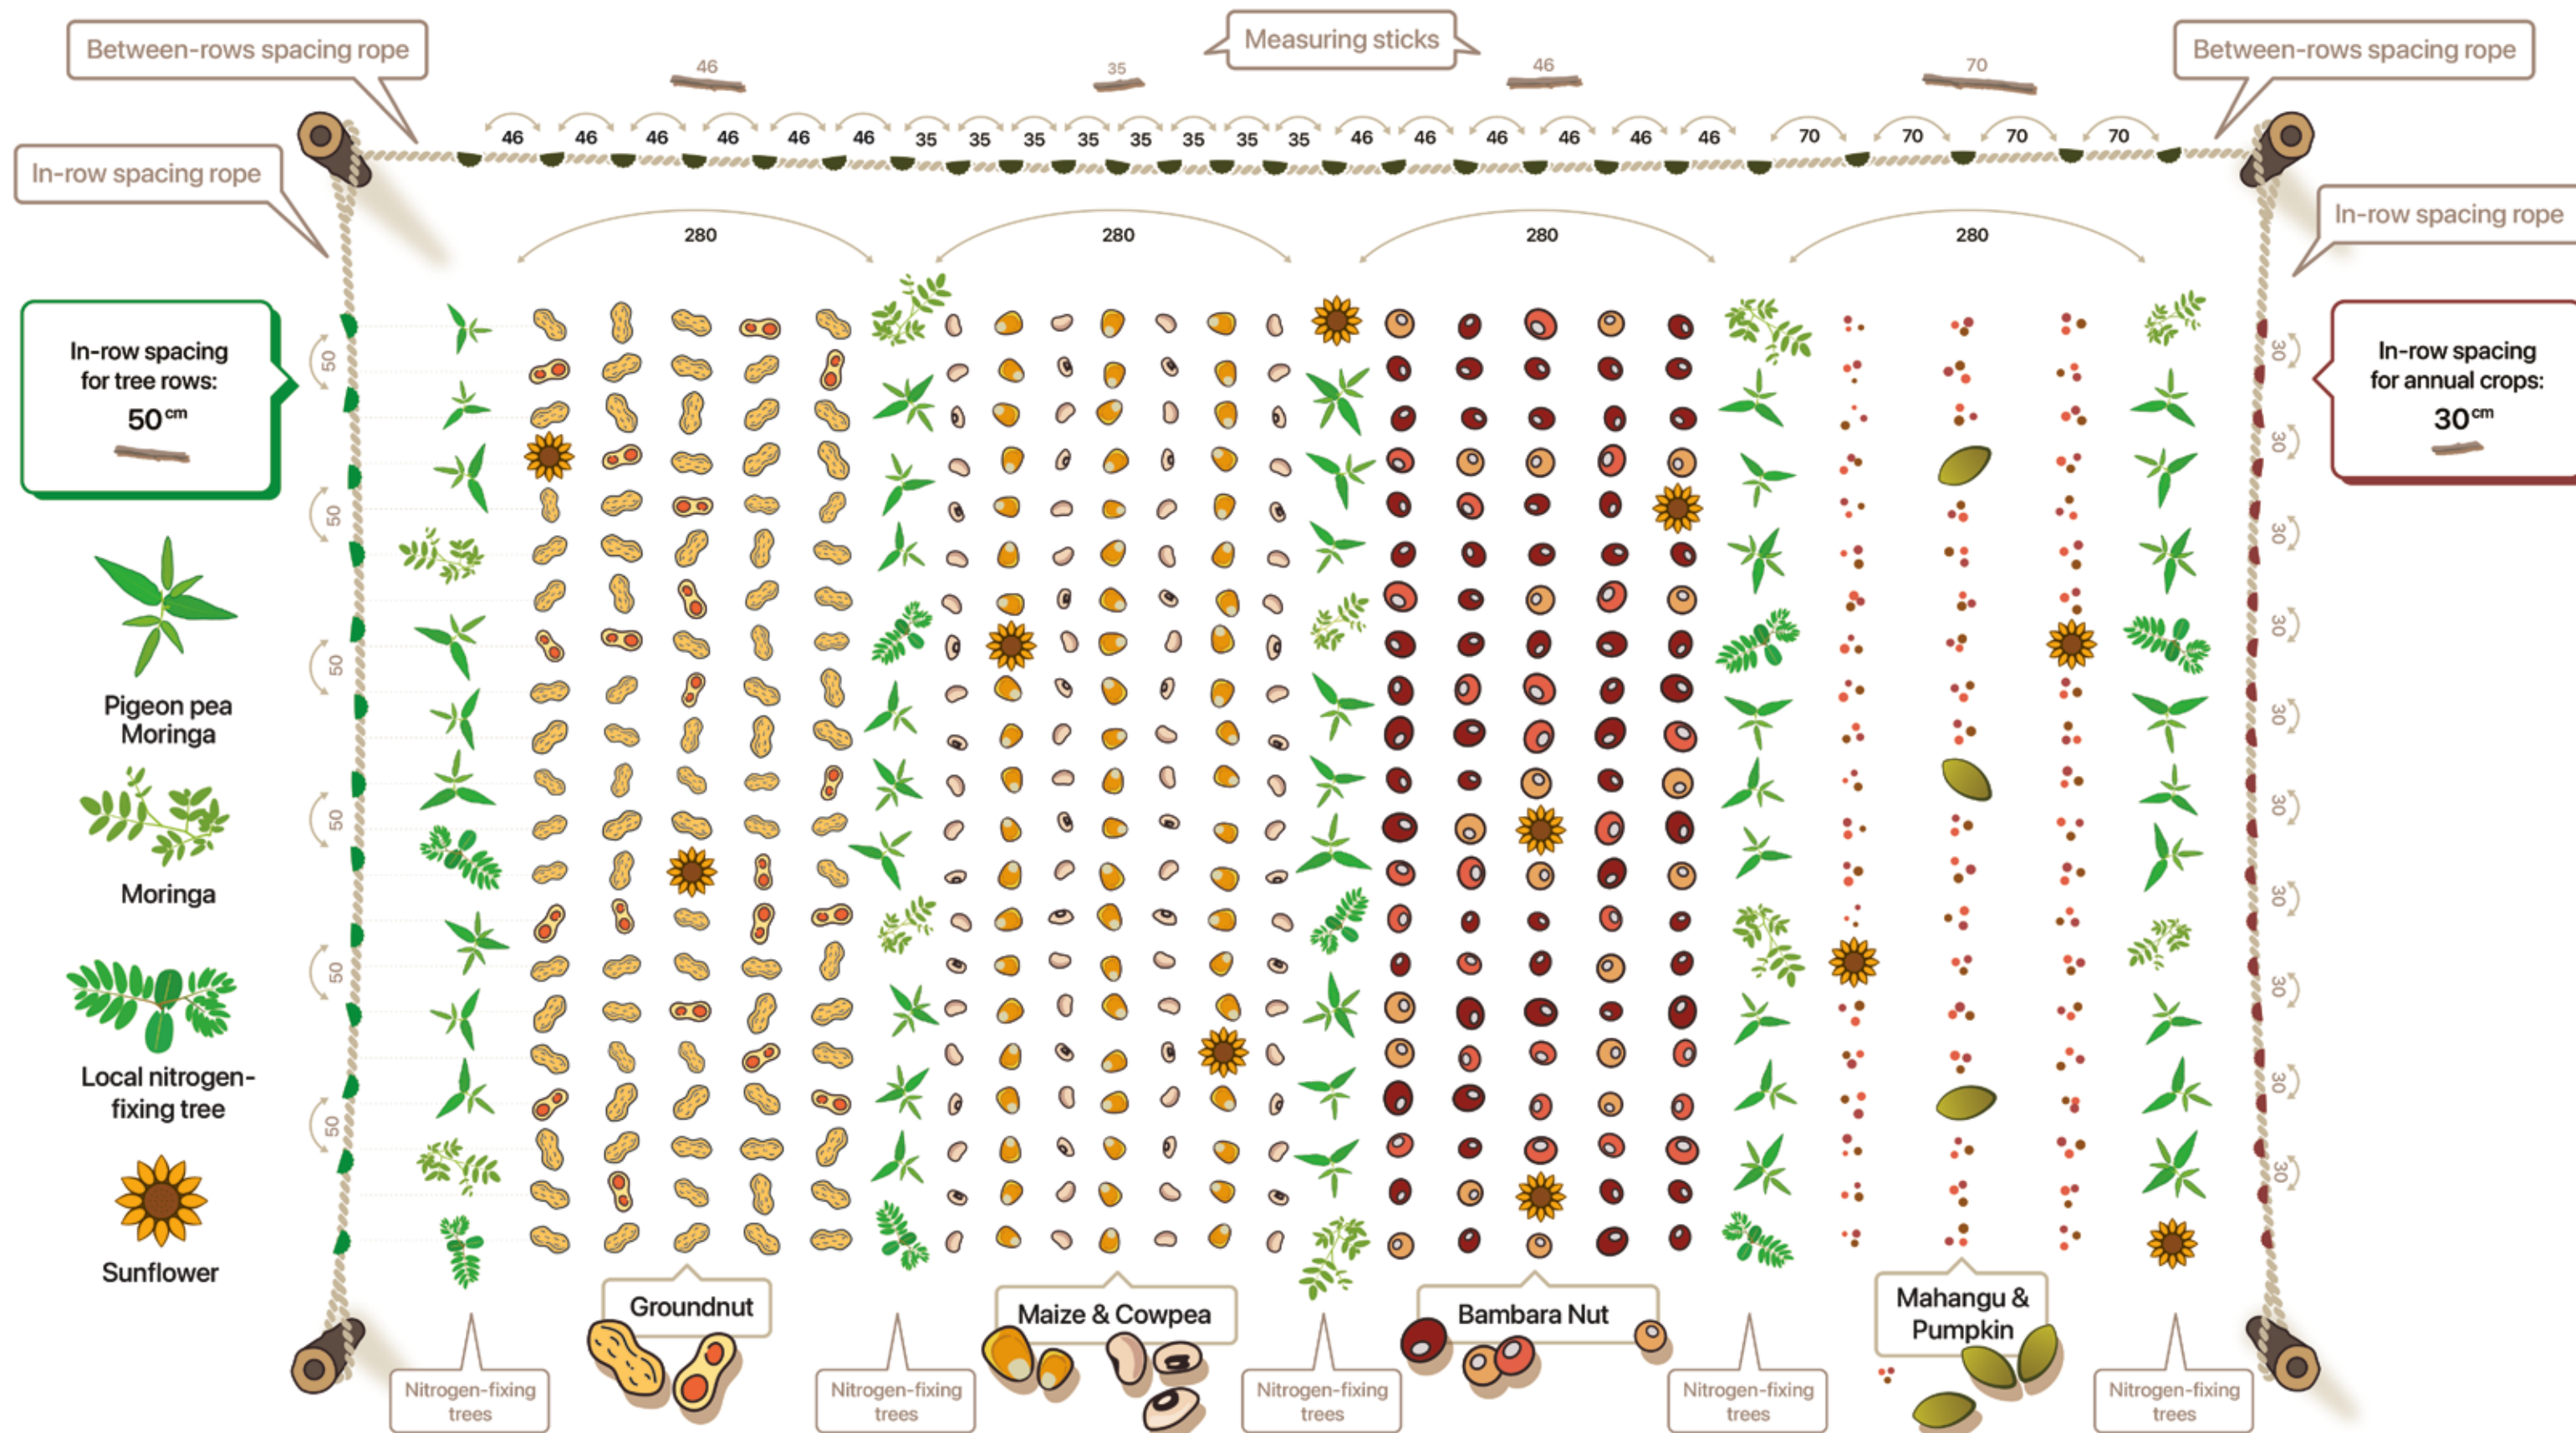 Between-rows spacing rope
Measuring sticks
Between-rows spacing rope
46
35
46
70
In-row spacing rope
46 46 46 46 46 46 35 35 35 35 35 35 35 35 46 46 46 46 46 46 70 70 70 70
In-row spacing rope
280
280
280
280
In-row spacing
for tree rows:
50 cm
50
50
50
50
50
50
In-row spacing
for annual crops:
30 cm
30
30
30
30
30
30
30
30
30
30
Pigeon pea
Moringa
Moringa
Local nitrogen-
fixing tree
Sunflower
Groundnut
Maize & Cowpea
Bambara Nut
Mahangu &
Pumpkin
Nitrogen-fixing
trees
Nitrogen-fixing
trees
Nitrogen-fixing
trees
Nitrogen-fixing
trees
Nitrogen-fixing
trees